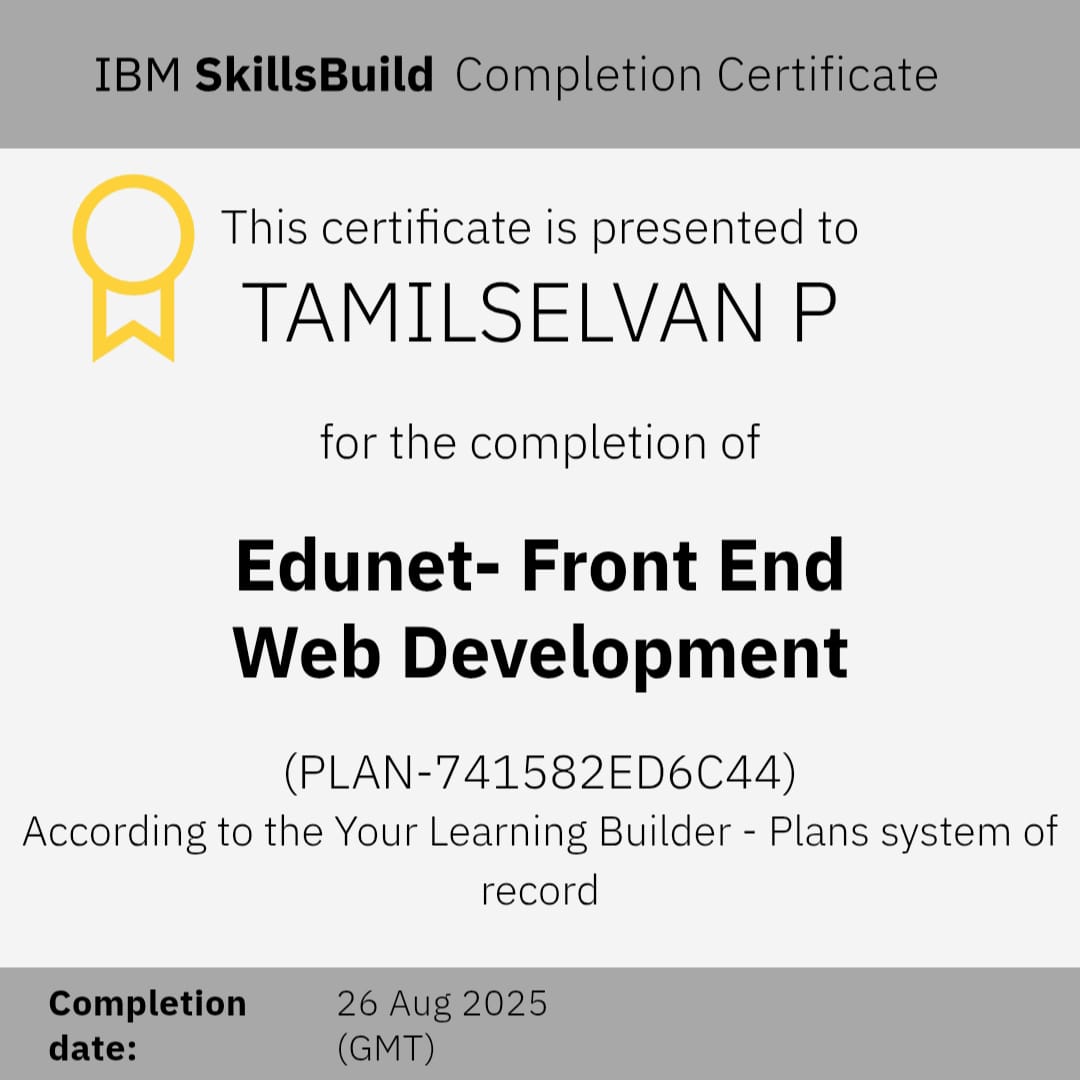 IBM SkillsBuild Completion Certificate
This certificate is presented to
TAMILSELVAN P
for the completion of
Edunet- Front End
Web Development
(PLAN-741582ED6C44)
According to the Your Learning Builder - Plans system of
record
Completion 26 Aug 2025
date: (GMT)